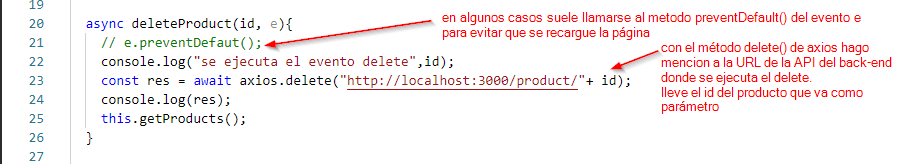 19
20 async deleteProduct(id, e){
21 // e.preventDefaut();
22 console.log("se ejecuta el evento delete",id);
23 const res = await axios.delete("http://localhost:3000/product/"+ id);
24 console.log(res);
25 this.getProducts();
26 }
27
en algunos casos suele llamarse al metodo preventDefault() del evento e
para evitar que se recargue la página
con el método delete() de axios hago
mencion a la URL de la API del back-end
donde se ejecuta el delete.
lleve el id del producto que va como
parámetro